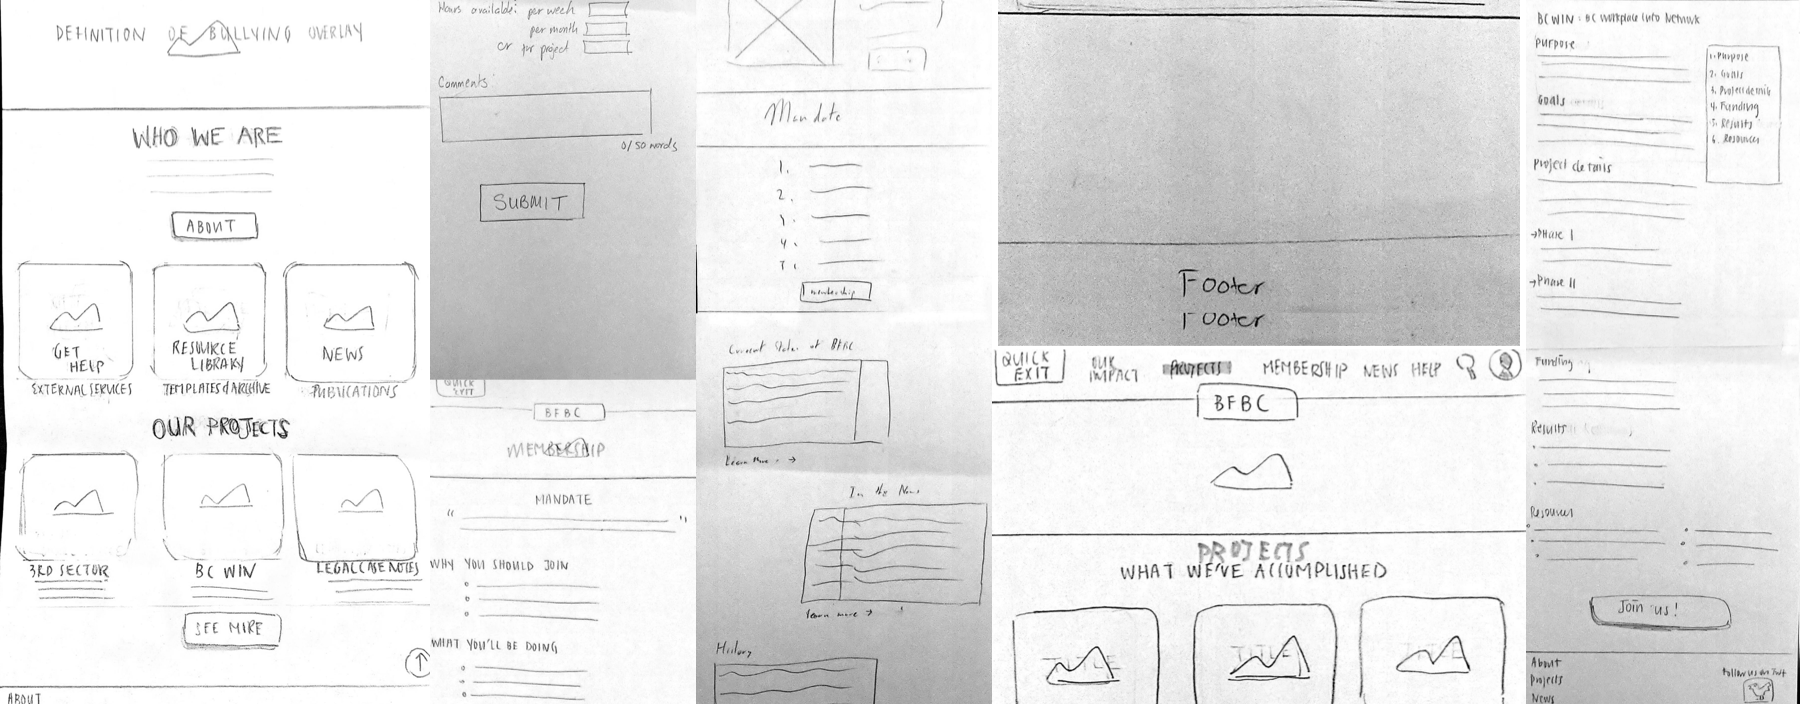 DEFINITION OF BULLYING OVERLAY
WHO WE ARE
ABOUT
GET
HELP
EXTERNAL SERVICES
RESOURCE
LIBRARY
TEMPLATES & ARCHIVE
NEWS
PUBLICATIONS
OUR PROJECTS
3RD SECTOR
BC WIN
LEGAL CASE NOTES
SEE MORE
ABOUT
Hours available: per week
per month
or per project
Comments:
0/50 words
SUBMIT
QUICK
EXIT
BFBC
MEMBERSHIP
MANDATE
“ ”
WHY YOU SHOULD JOIN
WHAT YOU'LL BE DOING
Mandate
1.
2.
3.
4.
5.
membership
Current State of BFBC
Learn More →
In the News
learn more →
History
Footer
Footer
QUICK
EXIT
OUR
IMPACT
PROJECTS
MEMBERSHIP
NEWS
HELP
BFBC
PROJECTS
WHAT WE'VE ACCOMPLISHED
TITLE
TITLE
BC WIN: BC Workplace Info Network
Purpose
Goals
Project details
→Phase I
→Phase II
1. Purpose
2. Goals
3. Project details
4. Funding
5. Results
6. Resources
Funding
Results
Resources
Join us!
About
Projects
News
Follow us on